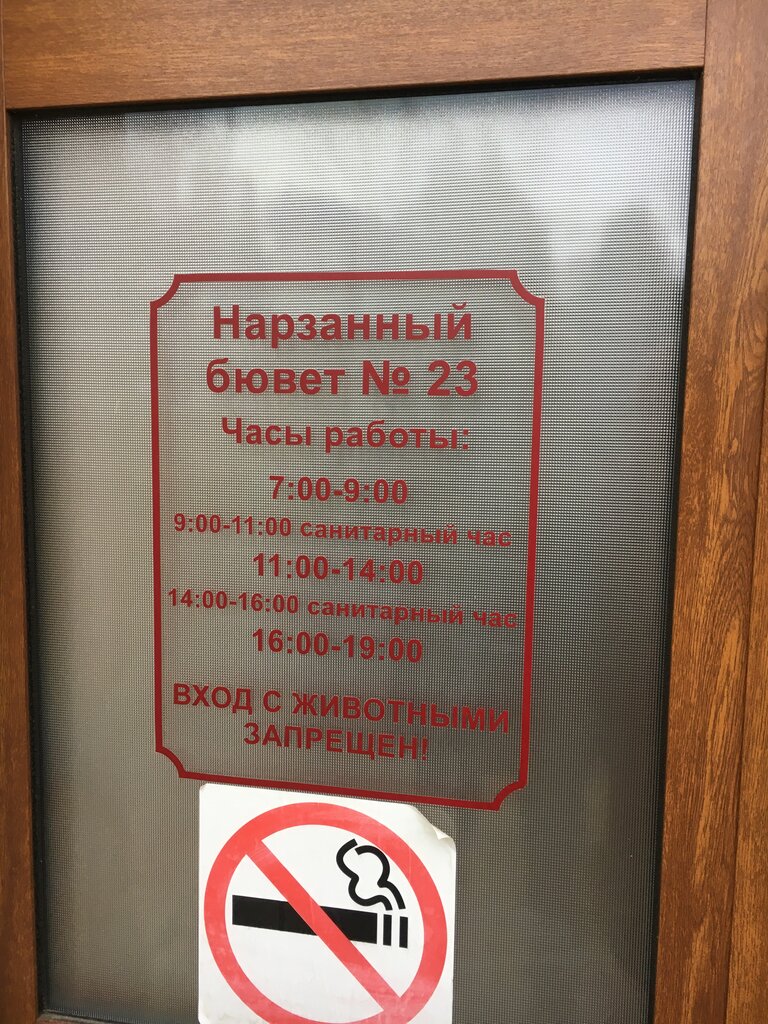 Нарзанный
бювет № 23
Часы работы:
7:00-9:00
9:00-11:00 санитарный час
11:00-14:00
14:00-16:00 санитарный час
16:00-19:00
ВХОД С ЖИВОТНЫМИ
ЗАПРЕЩЕН!